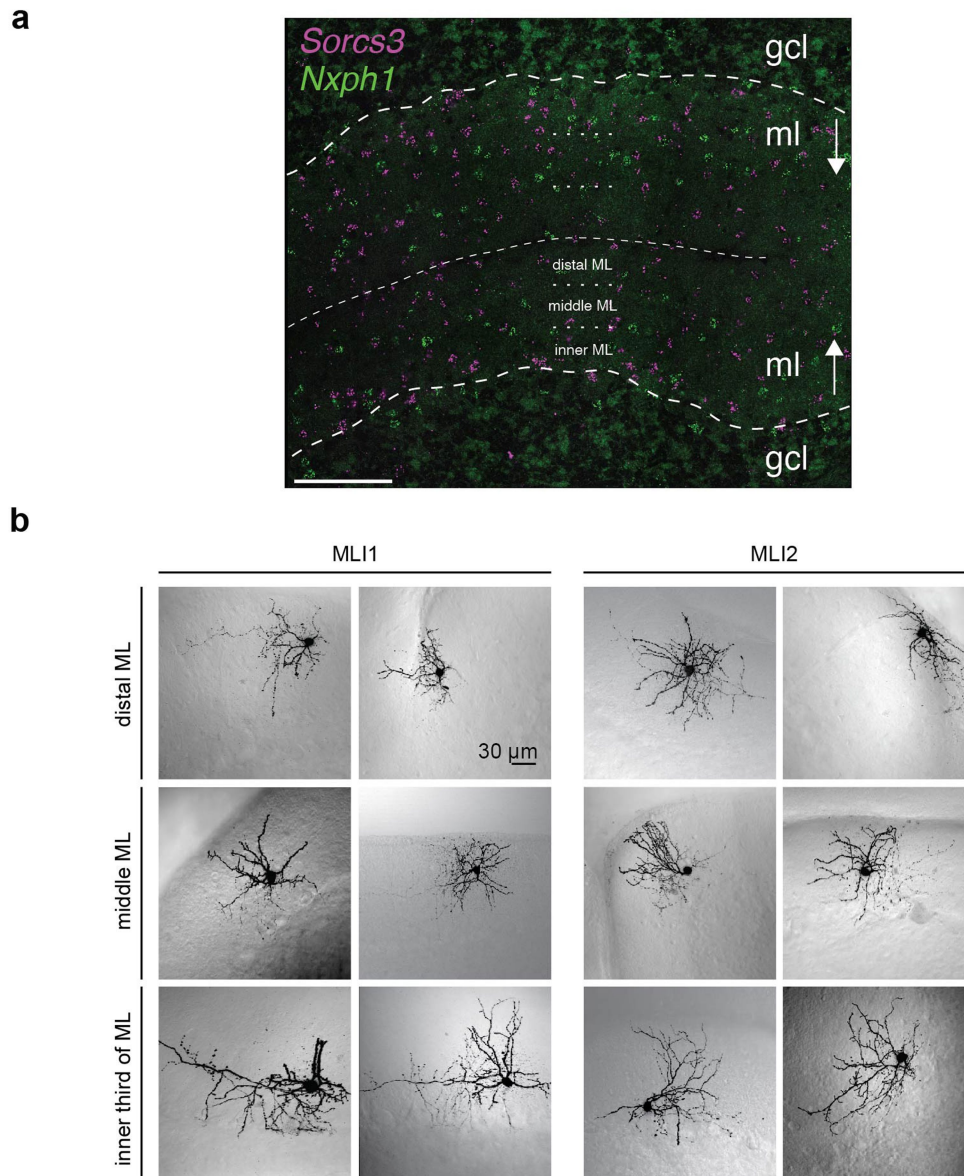 a
Sorcs3
Nxph1
gcl
ml
distal ML
middle ML
inner ML
ml
gcl
b
MLI1
MLI2
distal ML
30 µm
middle ML
inner third of ML